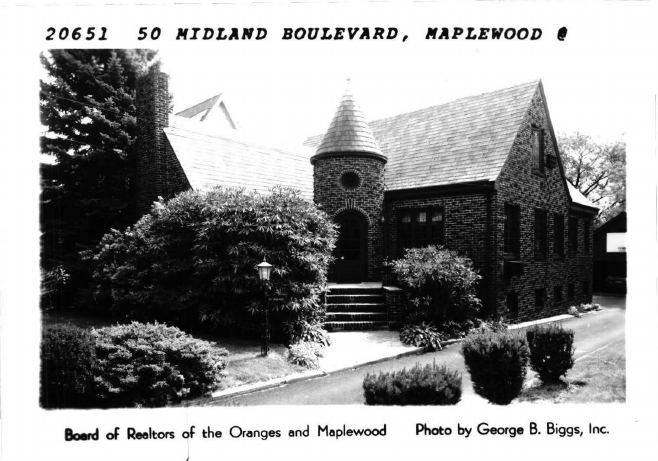 20651 50 MIDLAND BOULEVARD, MAPLEWOOD @
Board of Realtors of the Oranges and Maplewood Photo by George B. Biggs, Inc.